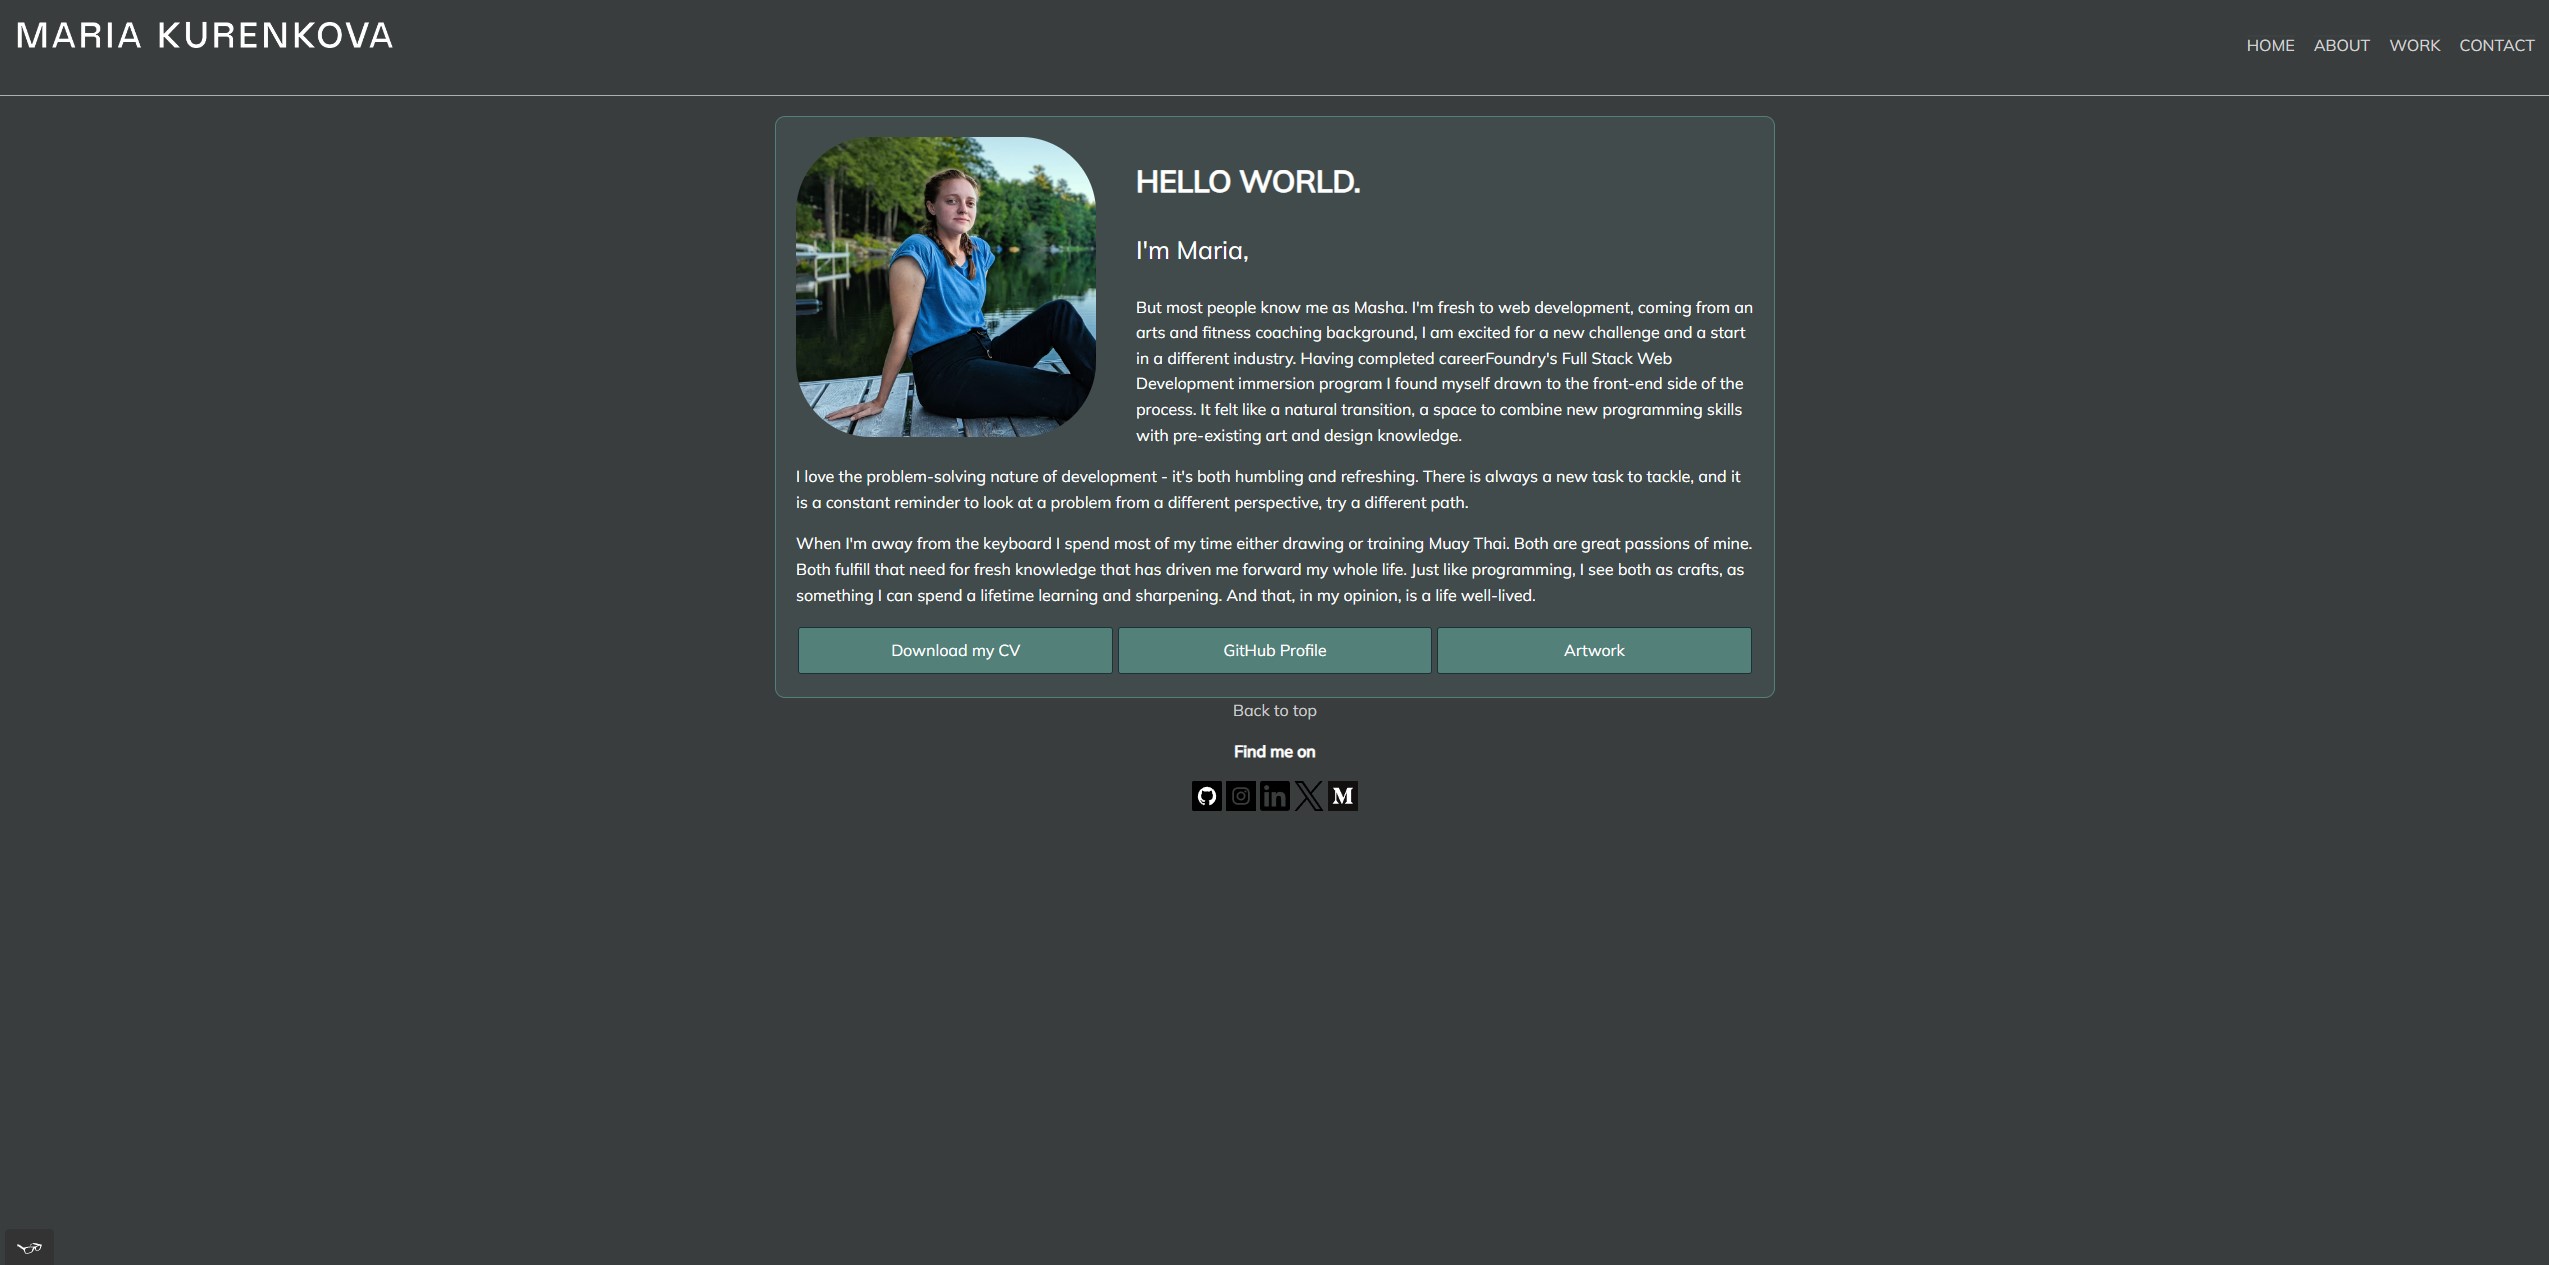 MARIA KURENKOVA
HOME ABOUT WORK CONTACT
HELLO WORLD.
I'm Maria,
But most people know me as Masha. I'm fresh to web development, coming from an
arts and fitness coaching background, I am excited for a new challenge and a start
in a different industry. Having completed careerFoundry's Full Stack Web
Development immersion program I found myself drawn to the front-end side of the
process. It felt like a natural transition, a space to combine new programming skills
with pre-existing art and design knowledge.
I love the problem-solving nature of development - it's both humbling and refreshing. There is always a new task to tackle, and it
is a constant reminder to look at a problem from a different perspective, try a different path.
When I'm away from the keyboard I spend most of my time either drawing or training Muay Thai. Both are great passions of mine.
Both fulfill that need for fresh knowledge that has driven me forward my whole life. Just like programming, I see both as crafts, as
something I can spend a lifetime learning and sharpening. And that, in my opinion, is a life well-lived.
Download my CV
GitHub Profile
Artwork
Back to top
Find me on
in X M